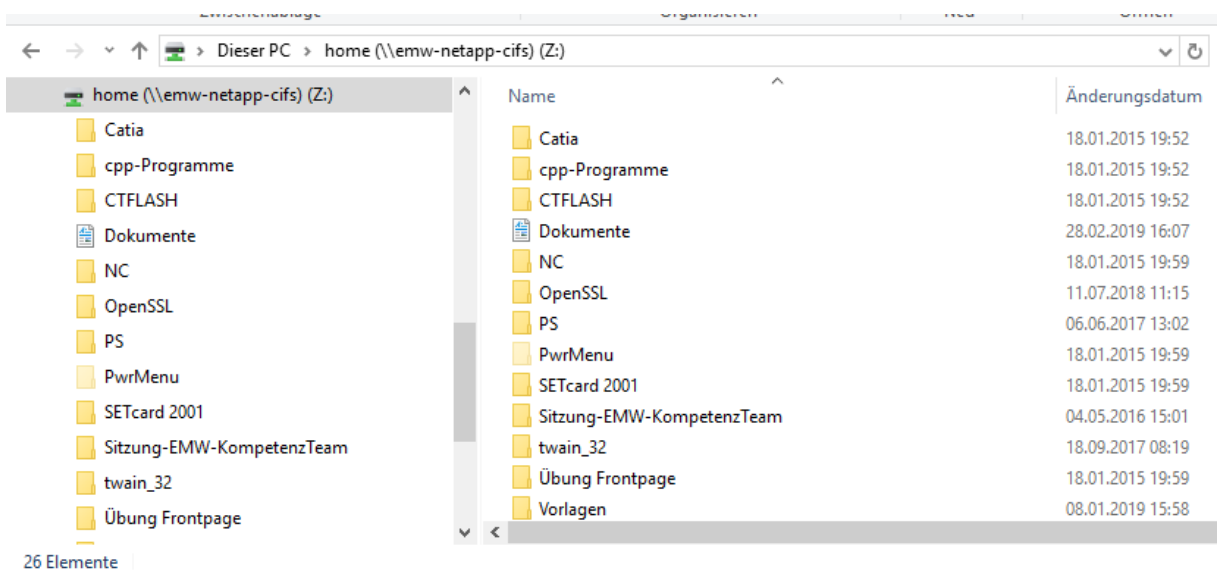 Zwischenablage Organisieren Neu Öffnen
Dieser PC > home (\\emw-netapp-cifs) (Z:)
home (\\emw-netapp-cifs) (Z:)
Catia
cpp-Programme
CTFLASH
Dokumente
NC
OpenSSL
PS
PwrMenu
SETcard 2001
Sitzung-EMW-KompetenzTeam
twain_32
Übung Frontpage
Name Änderungsdatum
Catia 18.01.2015 19:52
cpp-Programme 18.01.2015 19:52
CTFLASH 18.01.2015 19:52
Dokumente 28.02.2019 16:07
NC 18.01.2015 19:59
OpenSSL 11.07.2018 11:15
PS 06.06.2017 13:02
PwrMenu 18.01.2015 19:59
SETcard 2001 18.01.2015 19:59
Sitzung-EMW-KompetenzTeam 04.05.2016 15:01
twain_32 18.09.2017 08:19
Übung Frontpage 18.01.2015 19:59
Vorlagen 08.01.2019 15:58
26 Elemente